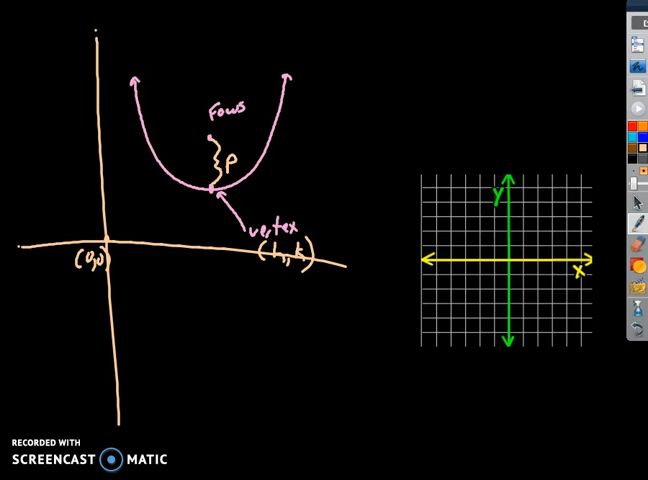 Focus
P
vertex
(h, k)
(0,0)
y
x
RECORDED WITH
SCREENCAST MATIC